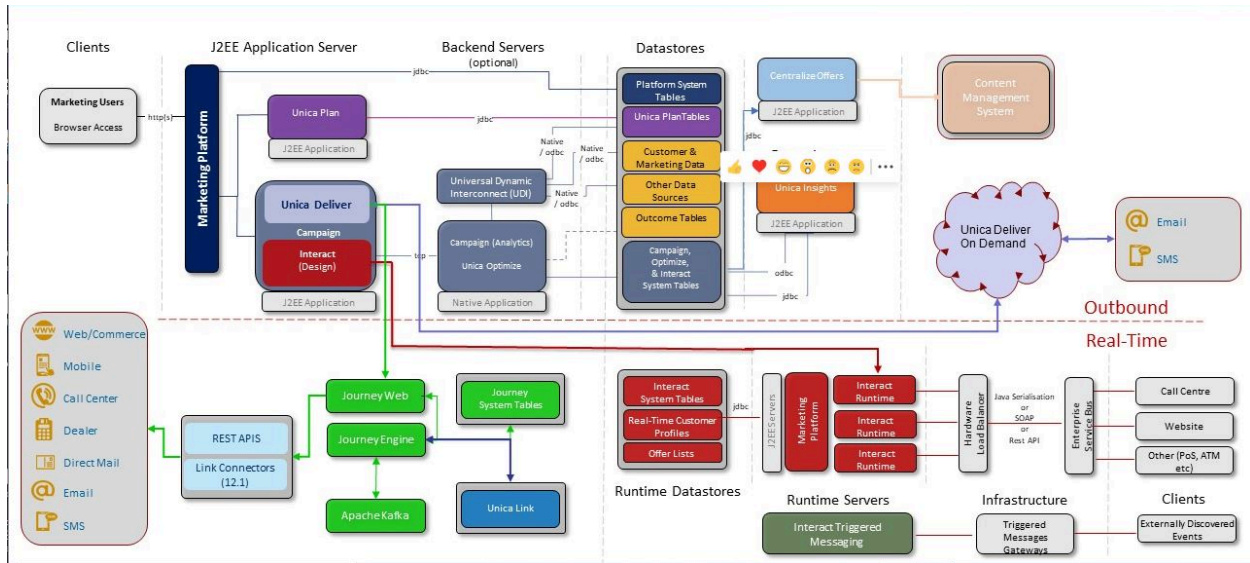 Clients
J2EE Application Server
Backend Servers
(optional)
Datastores
Marketing Users
Browser Access
http(s)
Marketing Platform
jdbc
Unica Plan
J2EE Application
jdbc
Unica Deliver
Campaign
Interact
(Design)
J2EE Application
tcp
Universal Dynamic
Interconnect (UDI)
Native
/ odbc
Native
/ odbc
Native
/ odbc
Campaign (Analytics)
Unica Optimize
Native Application
Platform System
Tables
Unica PlanTables
Customer &
Marketing Data
Other Data
Sources
Outcome Tables
Campaign,
Optimize,
& Interact
System Tables
Centralize Offers
J2EE Application
jdbc
Unica Insights
J2EE Application
odbc
jdbc
Content
Management
System
Unica Deliver
On Demand
Email
SMS
Outbound
Real-Time
Web/Commerce
Mobile
Call Center
Dealer
Direct Mail
Email
SMS
REST APIS
Link Connectors
(12.1)
Journey Web
Journey Engine
Apache Kafka
Journey
System Tables
Unica Link
Interact
System Tables
Real-Time Customer
Profiles
Offer Lists
Runtime Datastores
jdbc
J2EE Servers
Marketing
Platform
Interact
Runtime
Interact
Runtime
Interact
Runtime
Runtime Servers
Interact Triggered
Messaging
Hardware
Load Balancer
Java Serialisation
or
SOAP
or
Rest API
Enterprise
Service Bus
Infrastructure
Triggered
Messages
Gateways
Call Centre
Website
Other (PoS, ATM
etc)
Clients
Externally Discovered
Events